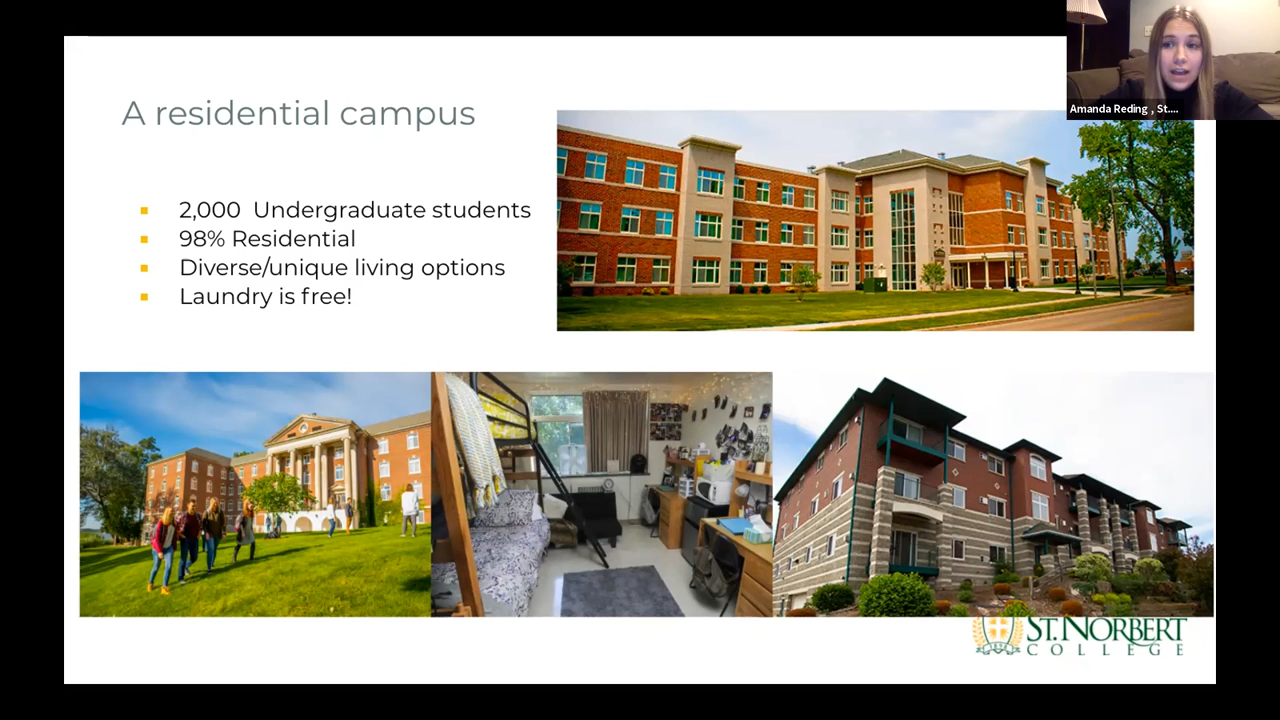 A residential campus
2,000 Undergraduate students
98% Residential
Diverse/unique living options
Laundry is free!
Amanda Reding , St....
ST. NORBERT
COLLEGE